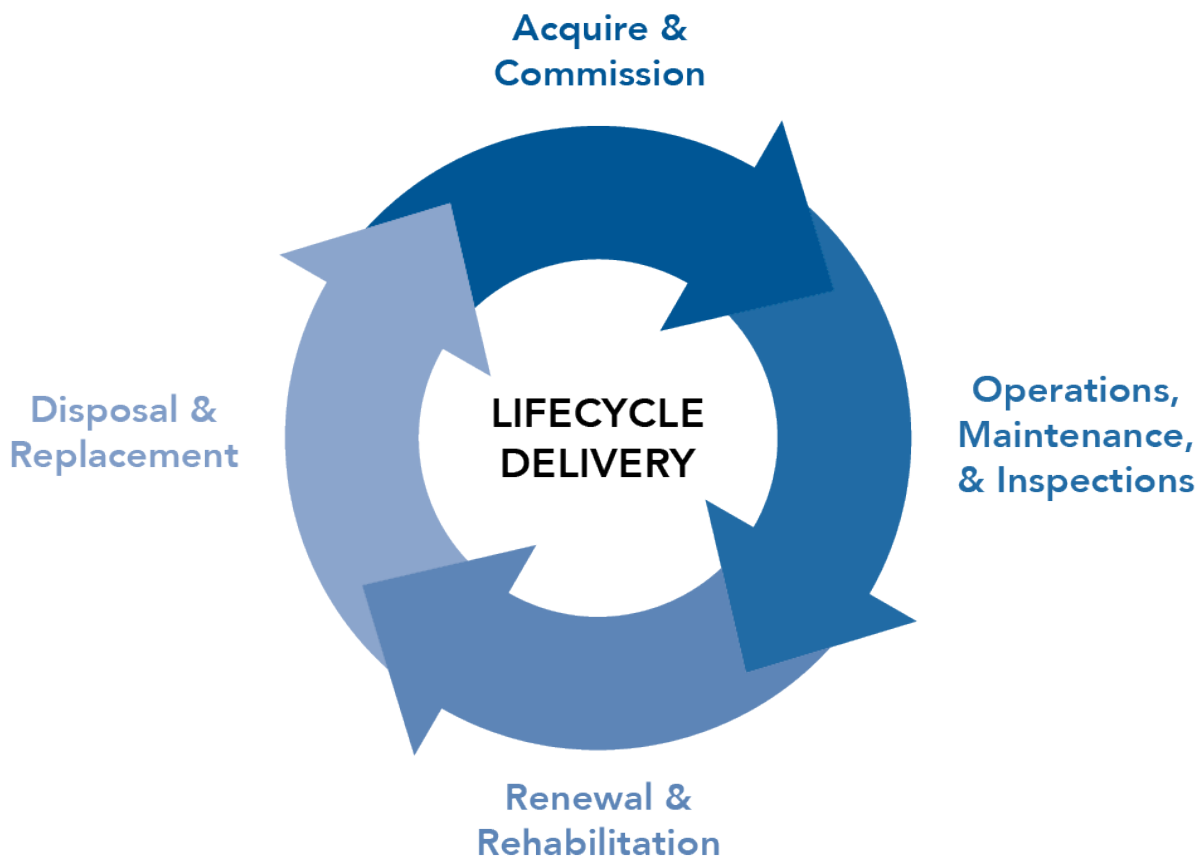 Acquire &
Commission
Operations,
Maintenance,
& Inspections
LIFECYCLE
DELIVERY
Disposal &
Replacement
Renewal &
Rehabilitation